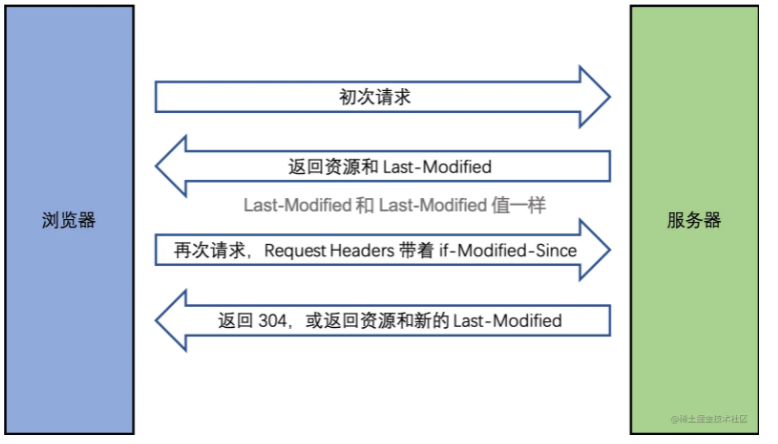 初次请求
返回资源和 Last-Modified
Last-Modified 和 Last-Modified 值一样
浏览器
服务器
再次请求，Request Headers 带着 if-Modified-Since
返回 304，或返回资源和新的 Last-Modified
@稀土掘金技术社区